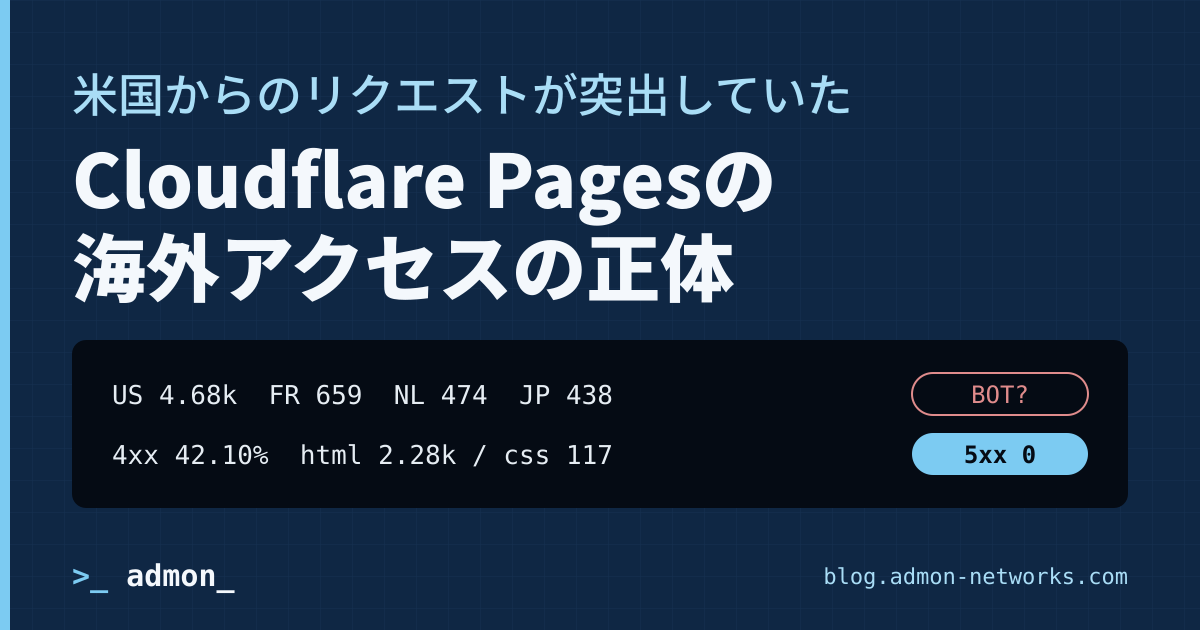 米国からのリクエストが突出していた
Cloudflare Pagesの
海外アクセスの正体
US 4.68k  FR 659  NL 474  JP 438
BOT?
4xx 42.10%  html 2.28k / css 117
5xx 0
>_ admon_
blog.admon-networks.com